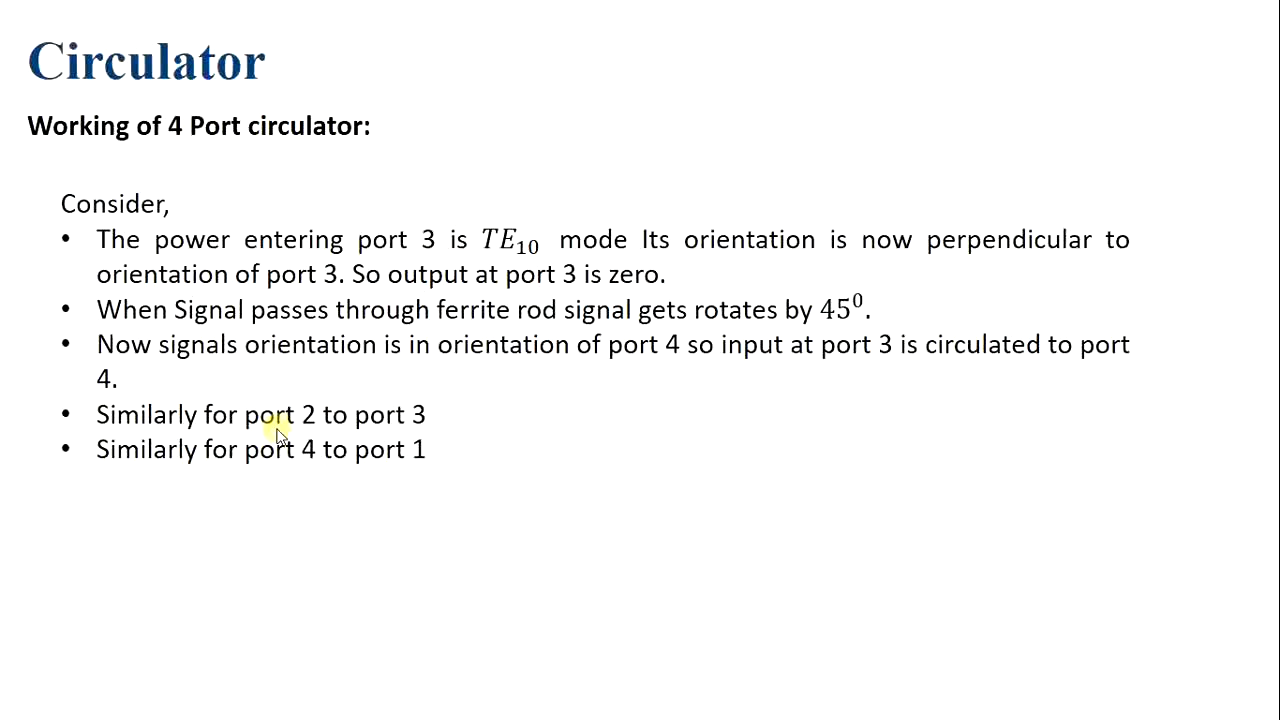 Circulator
Working of 4 Port circulator:
Consider,
• The power entering port 3 is TE₁₀ mode Its orientation is now perpendicular to
orientation of port 3. So output at port 3 is zero.
• When Signal passes through ferrite rod signal gets rotates by 45⁰.
• Now signals orientation is in orientation of port 4 so input at port 3 is circulated to port
4.
• Similarly for port 2 to port 3
• Similarly for port 4 to port 1